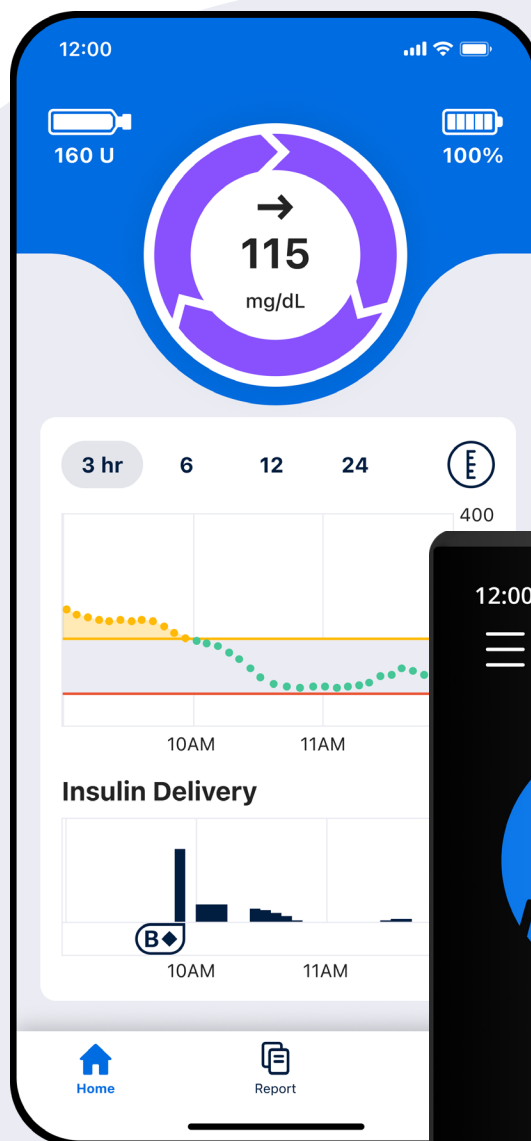 12:00
160 U
100%
115
mg/dL
3 hr 6 12 24
400
10AM 11AM
Insulin Delivery
B
10AM 11AM
Home Report
12:00